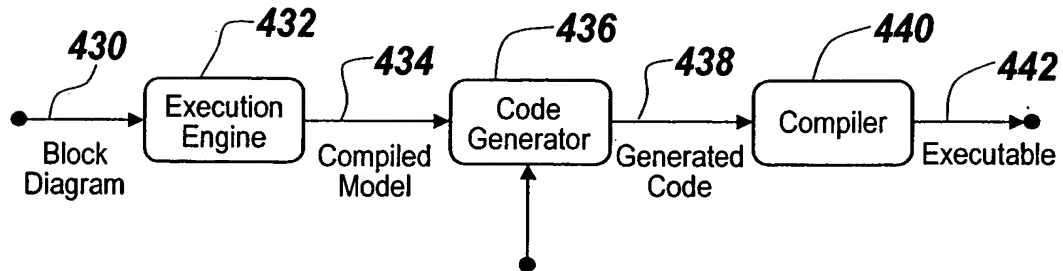 430
432
434
436
438
440
442
Execution
Engine
Code
Generator
Compiler
Block
Diagram
Compiled
Model
Generated
Code
Executable